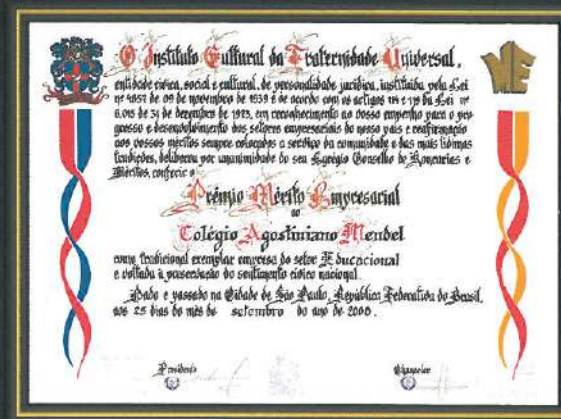 O Instituto Cultural da Fraternidade Universal,
entidade cívica, social e cultural, de personalidade jurídica, instituída pela Lei
nº de 09 de novembro de 1939 e de acordo com os artigos 114 e 119 da Lei nº
6.015 de 31 de dezembro de 1973, em reconhecimento ao vosso empenho para o pro
gresso e desenvolvimento dos setores empresariais do nosso país e reafirmação
aos vossos méritos sempre colocados a serviço da comunidade e das mais lídimas
tradições, deliberou por unanimidade do seu Egrégio Conselho de Honrarias e
Méritos, conferir o
Prêmio Mérito Empresarial
ao
Colégio Agostiniano Mendel
como tradicional exemplar empresa do setor Educacional
e voltada à preservação do sentimento cívico nacional.
Dado e passado na Cidade de São Paulo, República Federativa do Brasil,
aos 25 dias do mês de setembro do ano de 2000.
Presidente
Chanceler
ME